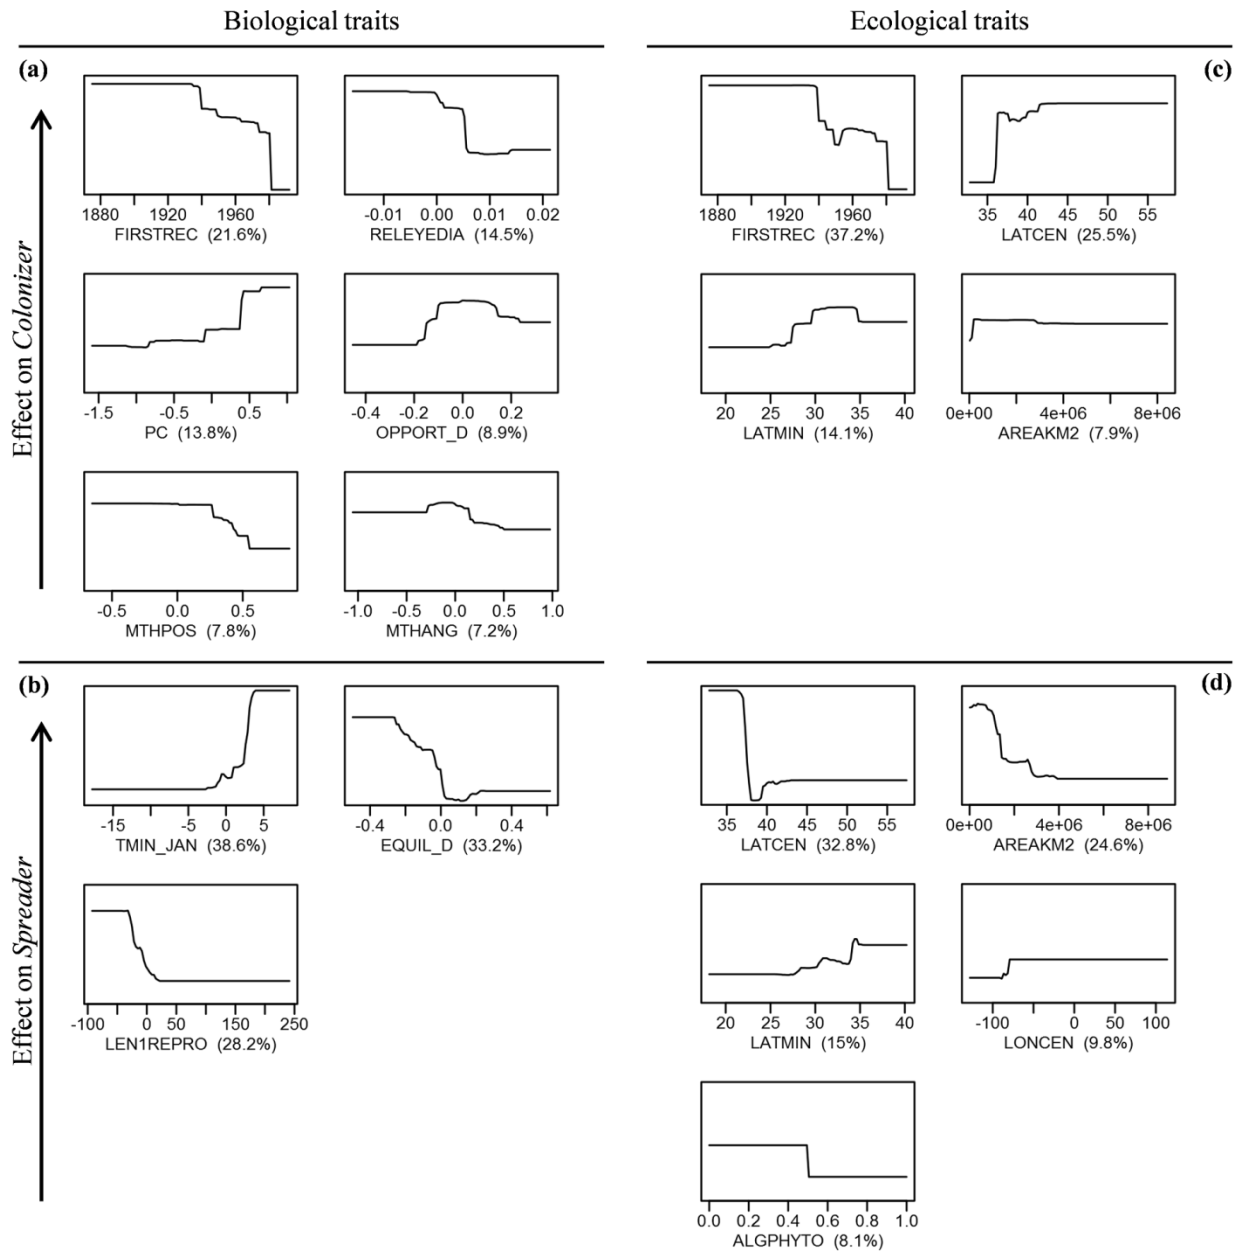 Biological traits
Ecological traits
(a)
(c)
Effect on Colonizer
1880 1920 1960
FIRSTREC (21.6%)
-0.01 0.00 0.01 0.02
RELEYEDIA (14.5%)
1880 1920 1960
FIRSTREC (37.2%)
35 40 45 50 55
LATCEN (25.5%)
-1.5 -0.5 0.5
PC (13.8%)
-0.4 -0.2 0.0 0.2
OPPORT_D (8.9%)
20 25 30 35 40
LATMIN (14.1%)
0e+00 4e+06 8e+06
AREAKM2 (7.9%)
-0.5 0.0 0.5
MTHPOS (7.8%)
-1.0 -0.5 0.0 0.5 1.0
MTHANG (7.2%)
(b)
(d)
Effect on Spreader
-15 -5 0 5
TMIN_JAN (38.6%)
-0.4 0.0 0.4
EQUIL_D (33.2%)
35 40 45 50 55
LATCEN (32.8%)
0e+00 4e+06 8e+06
AREAKM2 (24.6%)
-100 0 50 150 250
LEN1REPRO (28.2%)
20 25 30 35 40
LATMIN (15%)
-100 0 50 100
LONCEN (9.8%)
0.0 0.2 0.4 0.6 0.8 1.0
ALGPHYTO (8.1%)